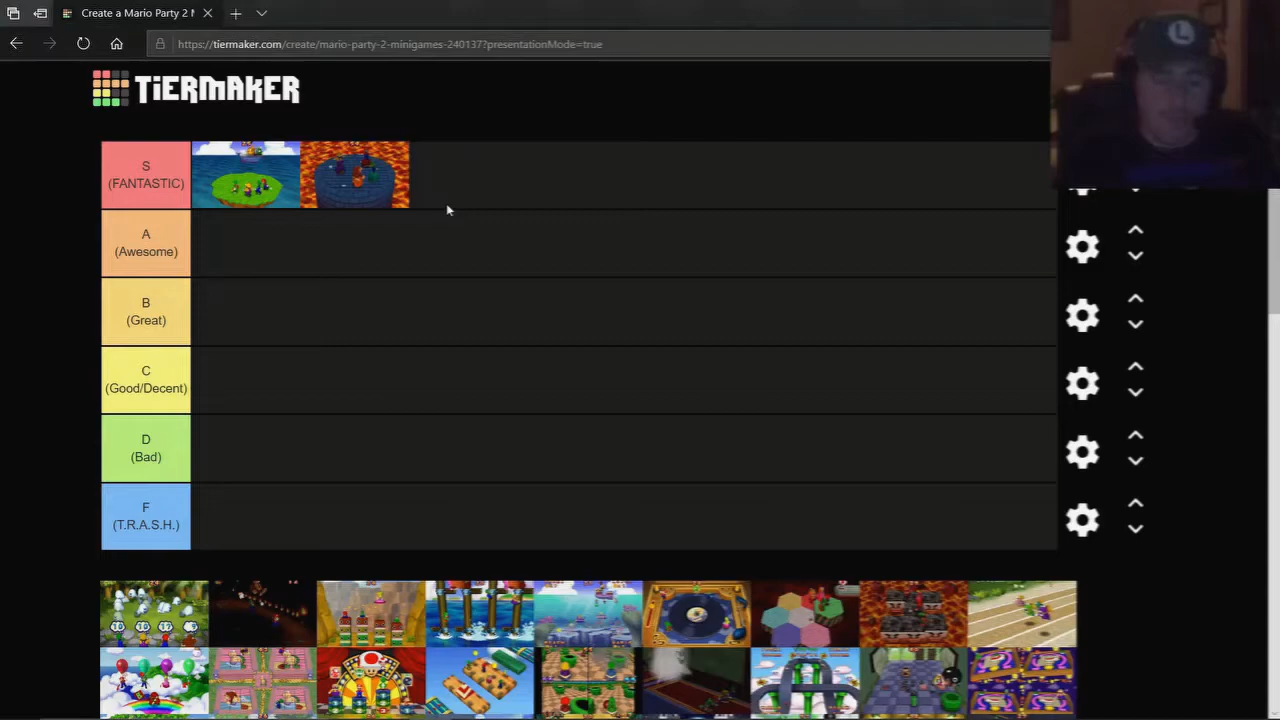 Create a Mario Party 2 M
https://tiermaker.com/create/mario-party-2-minigames-240137?presentationMode=true
TiERMAKER
S
(FANTASTIC)
A
(Awesome)
B
(Great)
C
(Good/Decent)
D
(Bad)
F
(T.R.A.S.H.)
L